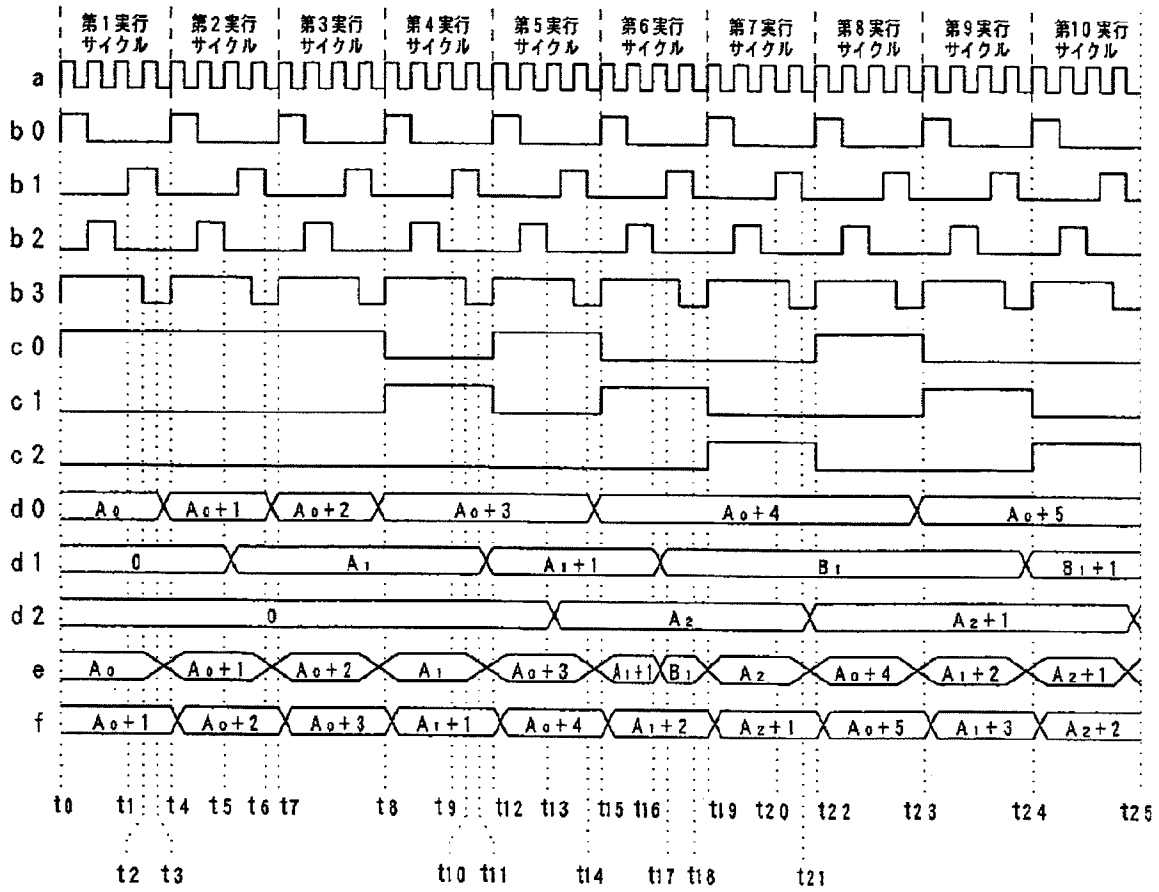 第1実行 第2実行 第3実行 第4実行 第5実行 第6実行 第7実行 第8実行 第9実行 第10実行
サイクル サイクル サイクル サイクル サイクル サイクル サイクル サイクル サイクル サイクル
a
b0
b1
b2
b3
c0
c1
c2
d0 A₀ A₀+1 A₀+2 A₀+3 A₀+4 A₀+5
d1 0 A₁ A₁+1 B₁ B₁+1
d2 0 A₂ A₂+1
e A₀ A₀+1 A₀+2 A₁ A₀+3 A₁+1 B₁ A₂ A₀+4 A₁+2 A₂+1
f A₀+1 A₀+2 A₀+3 A₁+1 A₀+4 A₁+2 A₂+1 A₀+5 A₁+3 A₂+2
t0 t1 t4 t5 t6 t7 t8 t9 t12 t13 t15 t16 t19 t20 t22 t23 t24 t25
t2 t3 t10 t11 t14 t17 t18 t21